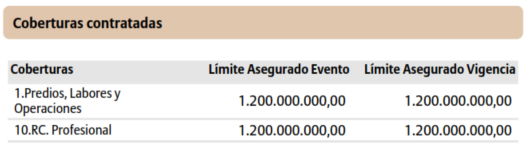 Coberturas contratadas
Coberturas Límite Asegurado Evento Límite Asegurado Vigencia
1.Predios, Labores y
Operaciones 1.200.000.000,00 1.200.000.000,00
10.RC. Profesional 1.200.000.000,00 1.200.000.000,00